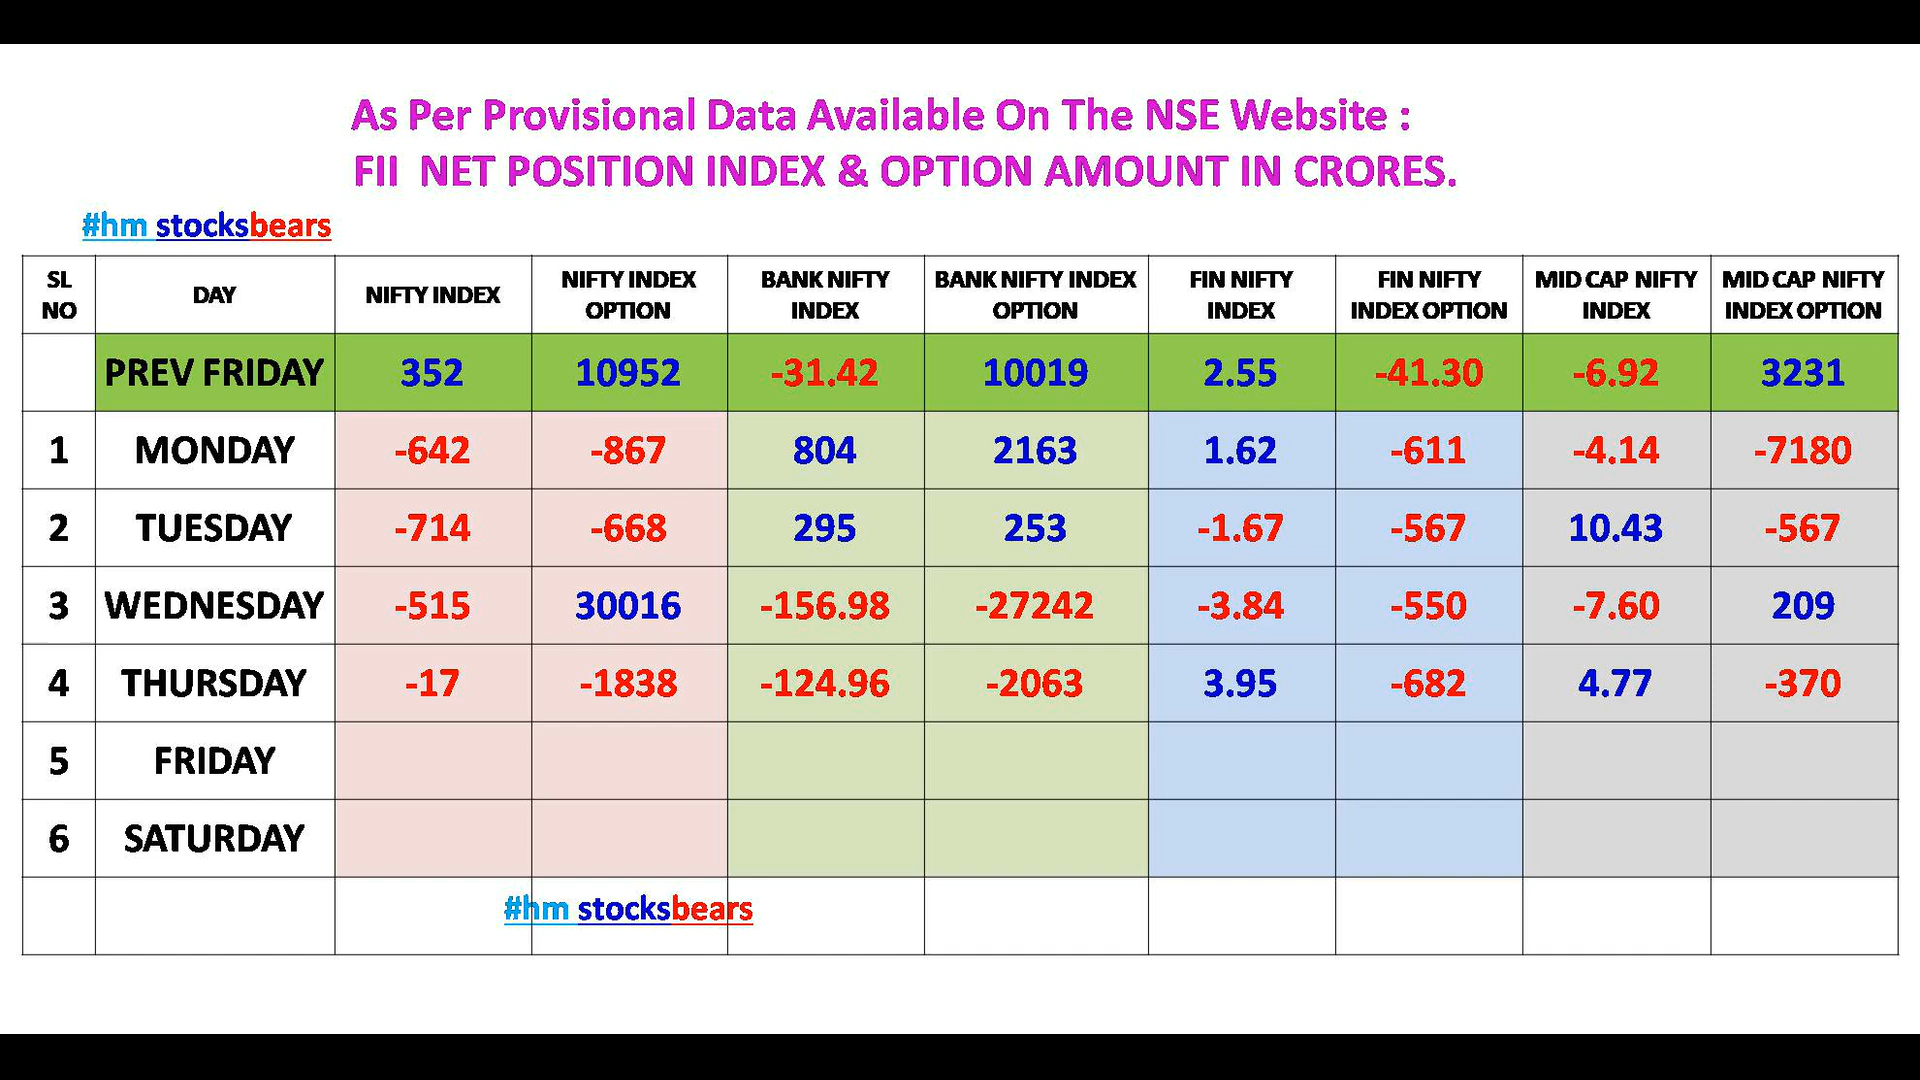 As Per Provisional Data Available On The NSE Website :
FII NET POSITION INDEX & OPTION AMOUNT IN CRORES.
#hm stocksbears
SL NO DAY NIFTY INDEX NIFTY INDEX OPTION BANK NIFTY INDEX BANK NIFTY INDEX OPTION FIN NIFTY INDEX FIN NIFTY INDEX OPTION MID CAP NIFTY INDEX MID CAP NIFTY INDEX OPTION
PREV FRIDAY 352 10952 -31.42 10019 2.55 -41.30 -6.92 3231
1 MONDAY -642 -867 804 2163 1.62 -611 -4.14 -7180
2 TUESDAY -714 -668 295 253 -1.67 -567 10.43 -567
3 WEDNESDAY -515 30016 -156.98 -27242 -3.84 -550 -7.60 209
4 THURSDAY -17 -1838 -124.96 -2063 3.95 -682 4.77 -370
5 FRIDAY
6 SATURDAY
#hm stocksbears